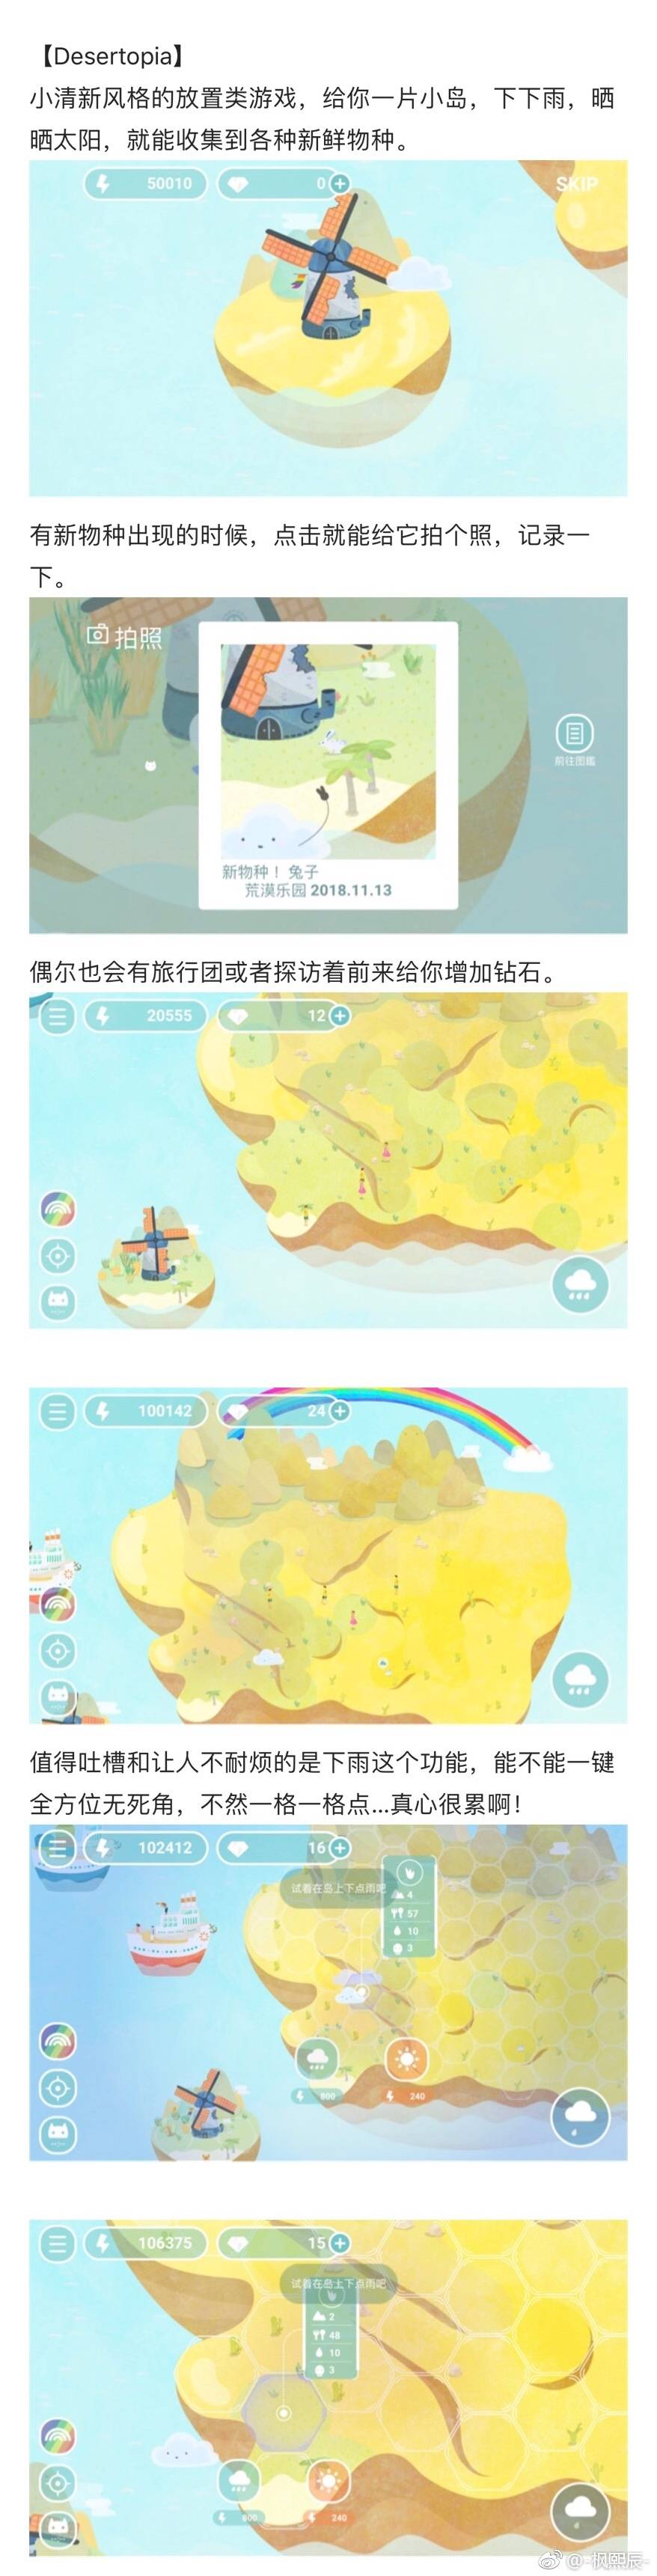 【Desertopia】
小清新风格的放置类游戏，给你一片小岛，下下雨，晒
晒太阳，就能收集到各种新鲜物种。
50010
0
SKIP
有新物种出现的时候，点击就能给它拍个照，记录一
下。
拍照
前往图鑑
新物种！兔子
荒漠乐园 2018.11.13
偶尔也会有旅行团或者探访着前来给你增加钻石。
20555
12
100142
24
值得吐槽和让人不耐烦的是下雨这个功能，能不能一键
全方位无死角，不然一格一格点...真心很累啊！
102412
16
试着在岛上下点雨吧
4
57
10
3
800
240
106375
15
试着在岛上下点雨吧
2
48
10
3
800
240
@-枫熙辰-